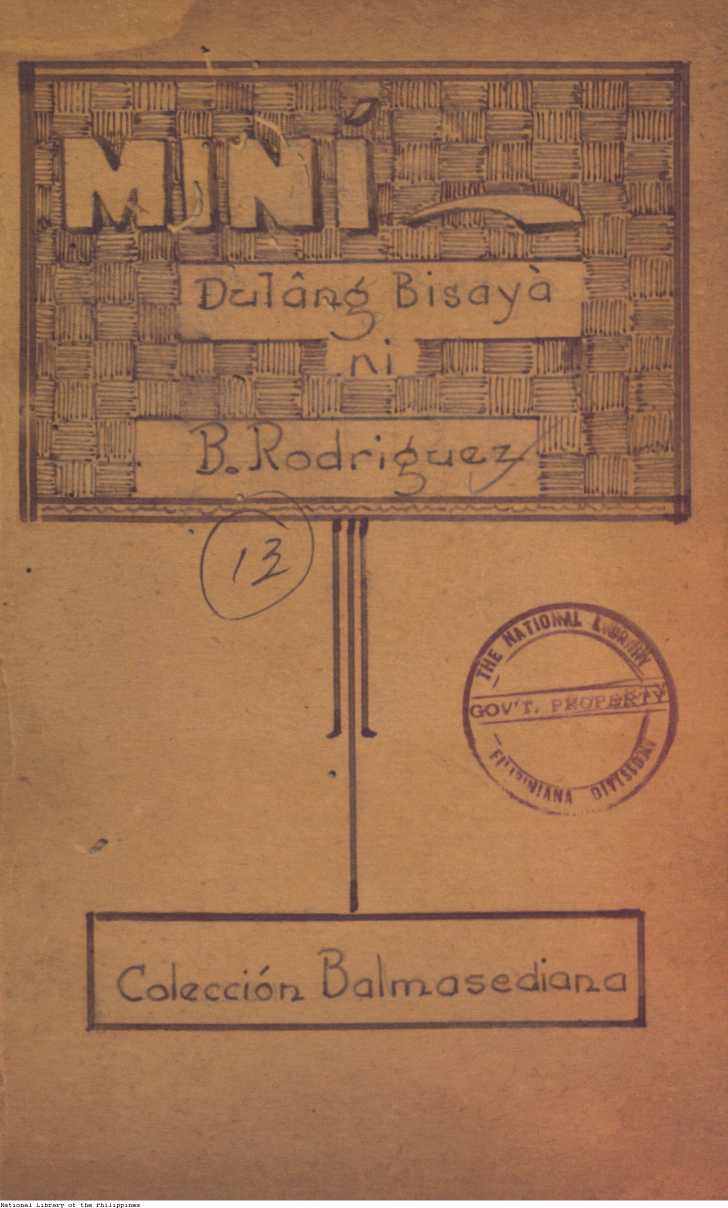 MINÍ
Dulâng Bisayà
ni
B. Rodriguez
13
THE NATIONAL LIBRARY
GOV'T. PROPERTY
FILIPINIANA DIVISION
Colección Balmasediana
National Library of the Philippines